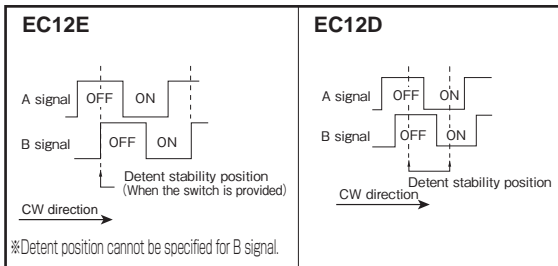 EC12E
A signal OFF ON
B signal OFF ON
Detent stability position
(When the switch is provided)
CW direction
※Detent position cannot be specified for B signal.
EC12D
A signal OFF ON
B signal OFF ON
Detent stability position
CW direction